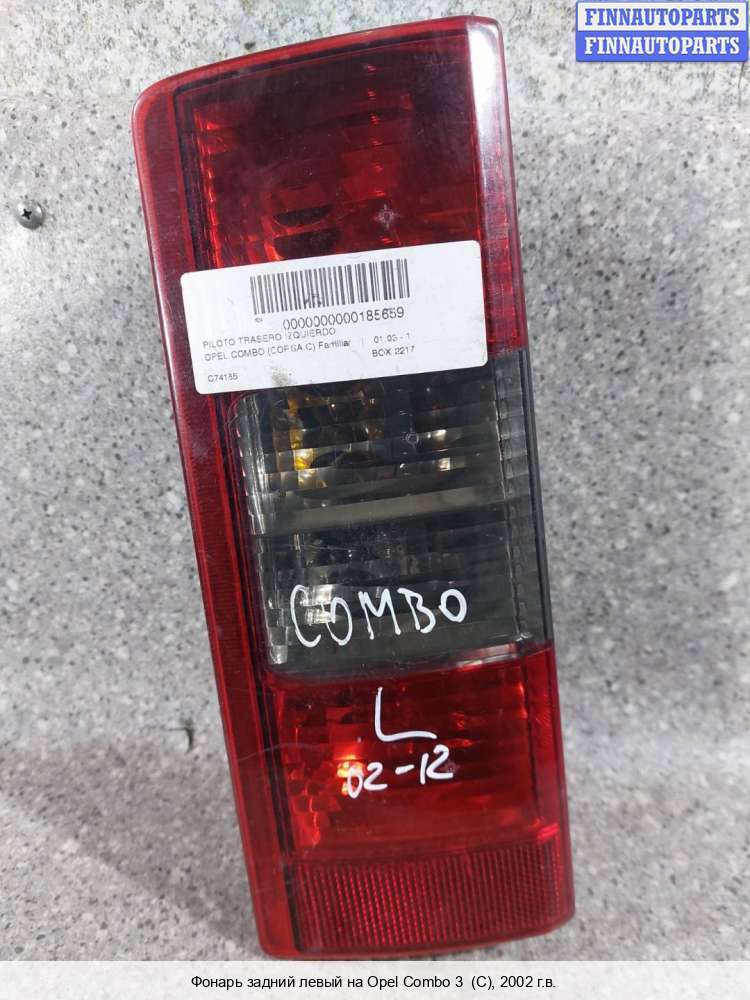 FINNAUTOPARTS
FINNAUTOPARTS
0000000000185659
PILOTO TRASERO IZQUIERDO
OPEL COMBO (CORSA C) Familiar | 01.03 - 1
C74185 BOX 2217
COMBO
L
02-12
Фонарь задний левый на Opel Combo 3 (C), 2002 г.в.